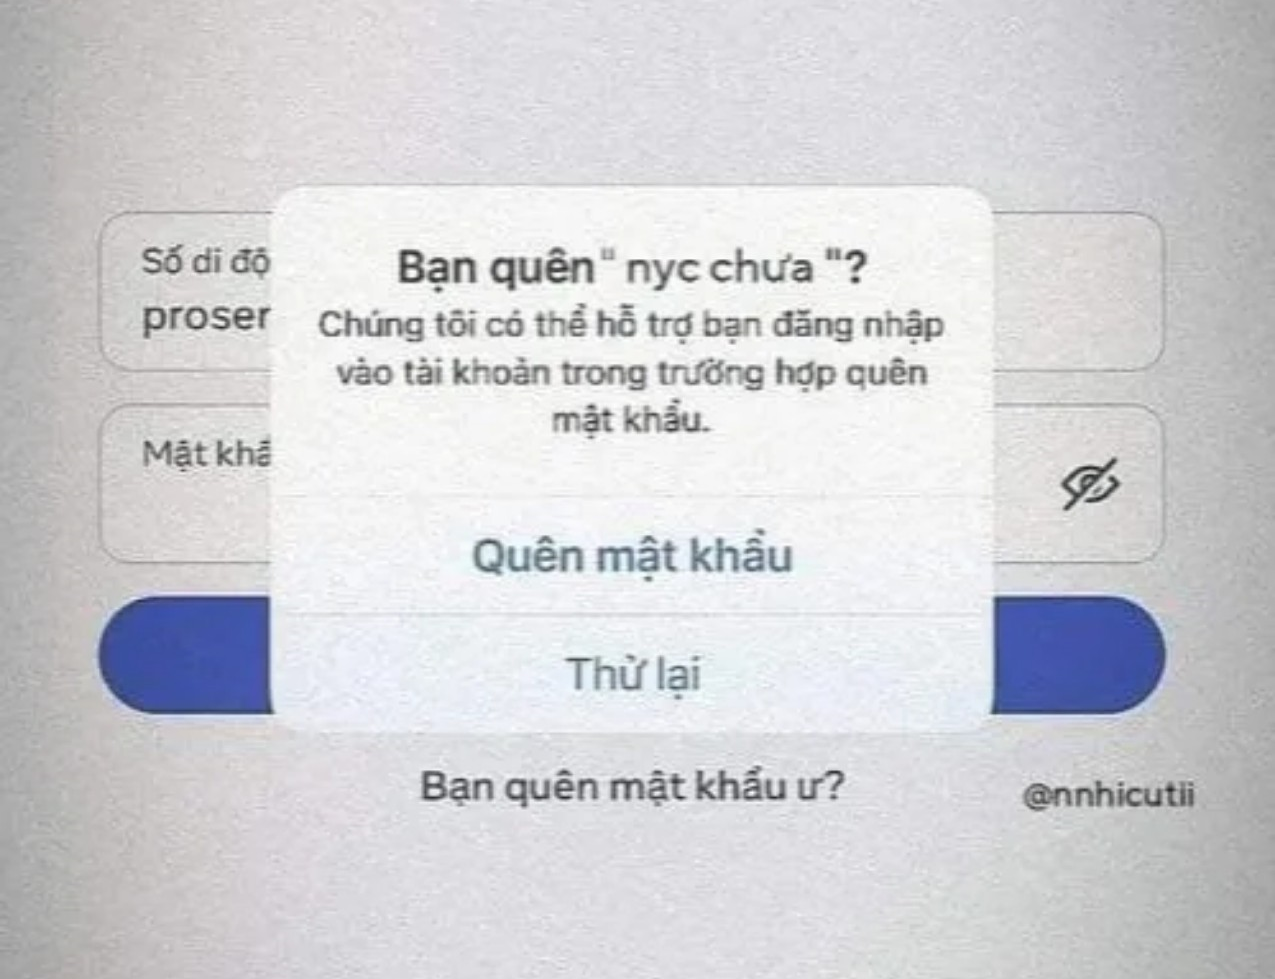 Số di độ
proser
Bạn quên" nyc chưa "?
Chúng tôi có thể hỗ trợ bạn đăng nhập
vào tài khoản trong trường hợp quên
mật khẩu.
Mật khẩ
Quên mật khẩu
Thử lại
Bạn quên mật khẩu ư?
@nnhicutii